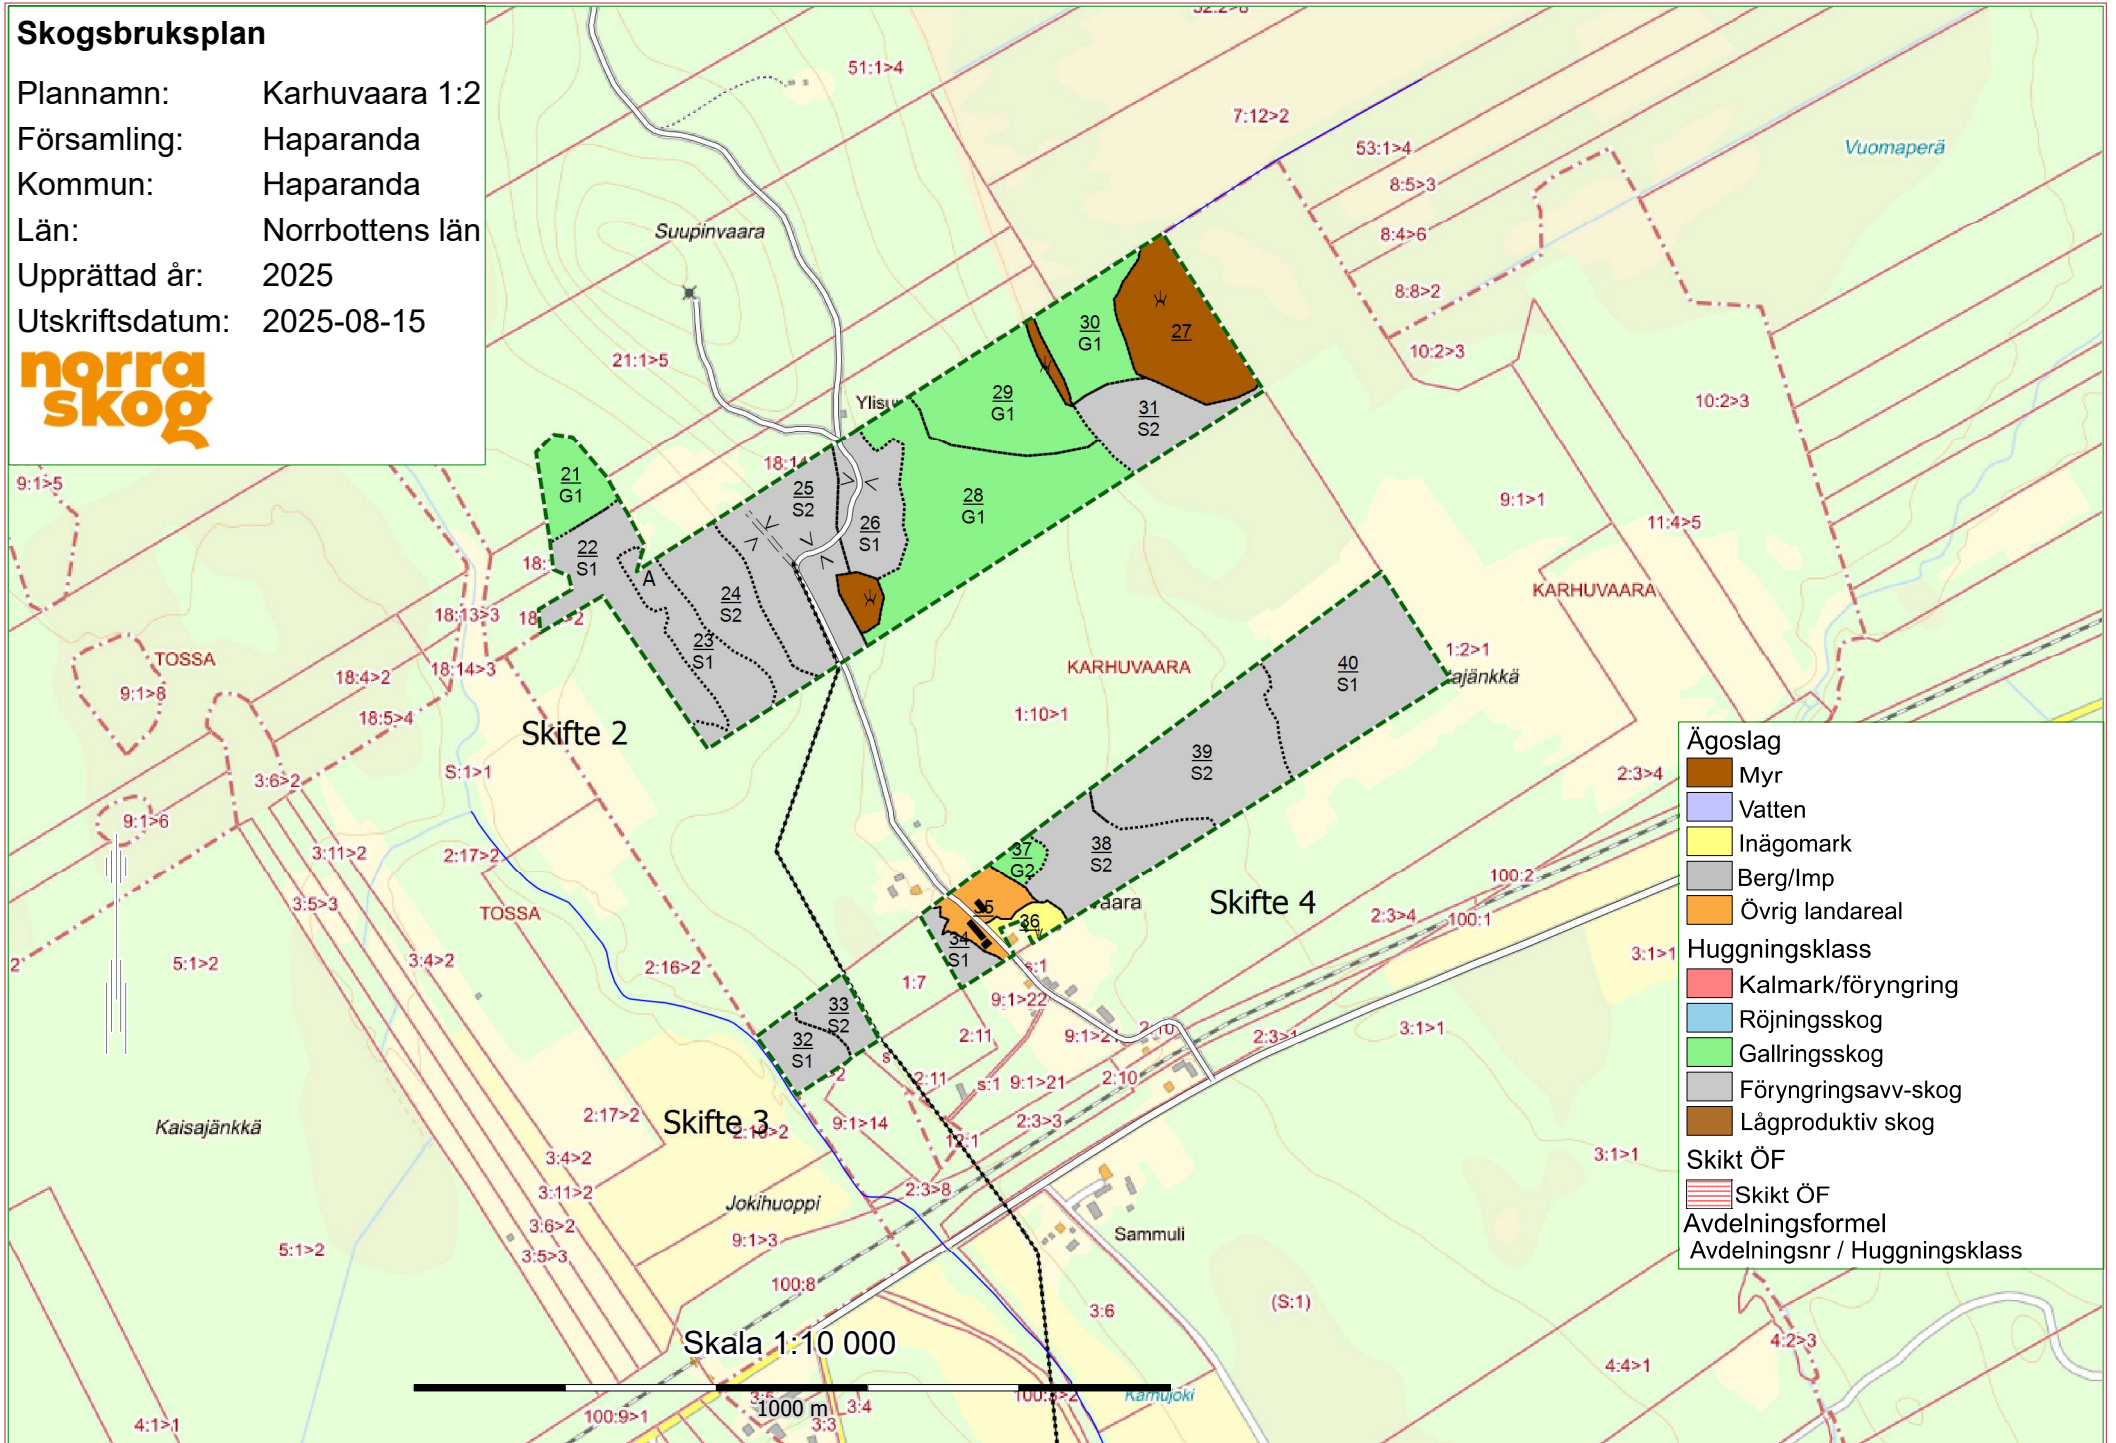 Skogsbruksplan
Plannamn: Karhuvaara 1:2
Församling: Haparanda
Kommun: Haparanda
Län: Norrbottens län
Upprättad år: 2025
Utskriftsdatum: 2025-08-15
norra
skog
51:1>4
7:12>2
53:1>4
8:5>3
8:4>6
8:8>2
Vuomaperä
Suupinvaara
21:1>5
10:2>3
10:2>3
9:1>5
9:1>1
11:4>5
KARHUVAARA
21
G1
22
S1
A
23
S1
24
S2
25
S2
26
S1
27
28
G1
29
G1
30
G1
31
S2
18:13>3
18:14>3
18:4>2
18:5>4
TOSSA
9:1>8
Skifte 2
KARHUVAARA
1:10>1
1:2>1
ajänkkä
40
S1
39
S2
38
S2
37
G2
35
36
34
S1
aara
Skifte 4
3:6>2
S:1>1
9:1>6
3:11>2
2:17>2
3:5>3
TOSSA
3:4>2
5:1>2
2:16>2
1:7
33
S2
32
S1
s:1
9:1>22
2:11
9:1>21
2:3>1
2:3>4
2:3>4
100:2
100:1
3:1>1
3:1>1
2:11
s:1
9:1>21
2:10
2:3>3
9:1>14
12:1
Skifte 3
2:16>2
2:17>2
Kaisajänkkä
3:4>2
3:11>2
3:6>2
3:5>3
Jokihuoppi
9:1>3
2:3>8
100:8
5:1>2
Sammuli
3:6
(S:1)
3:1>1
4:4>1
4:2>3
4:1>1
Skala 1:10 000
1000 m
100:9>1
3:3
3:4
Ägoslag
Myr
Vatten
Inägomark
Berg/Imp
Övrig landareal
Huggningsklass
Kalmark/föryngring
Röjningsskog
Gallringsskog
Föryngringsavv-skog
Lågproduktiv skog
Skikt ÖF
Skikt ÖF
Avdelningsformel
Avdelningsnr / Huggningsklass